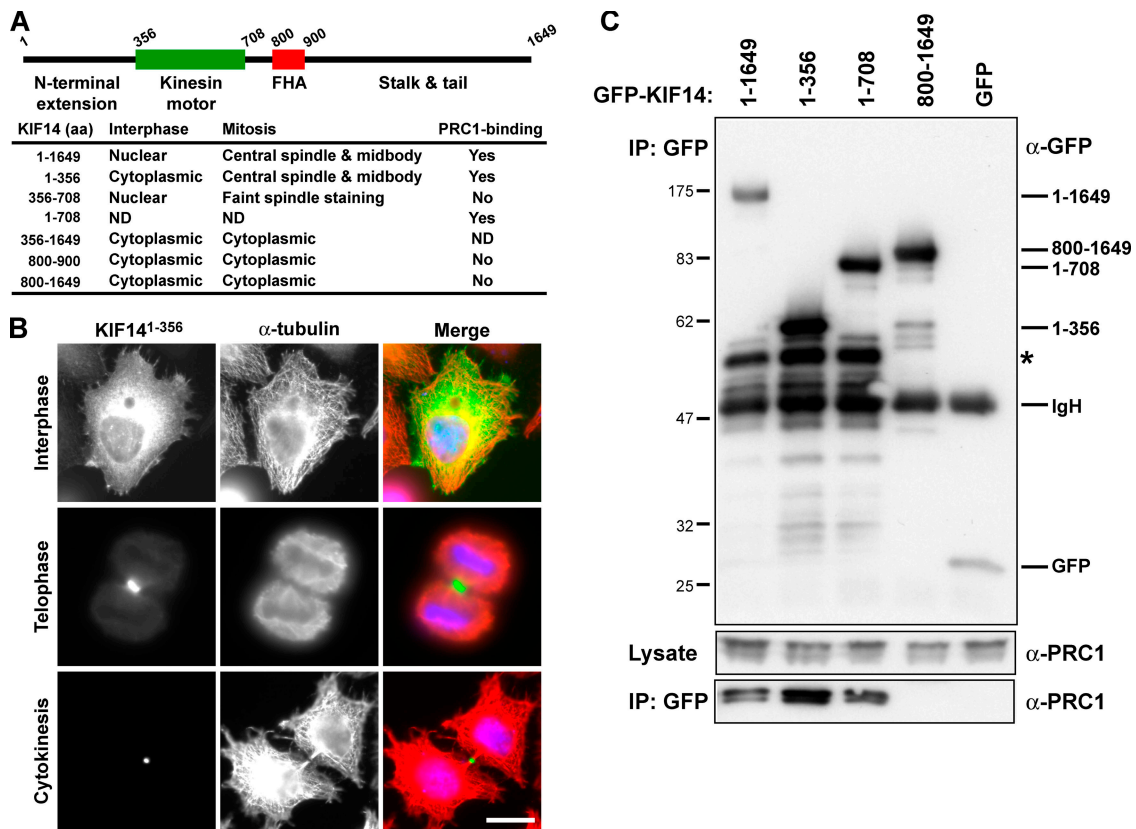 A
1 356 708 800 900 1649
N-terminal extension Kinesin motor FHA Stalk & tail
KIF14 (aa) Interphase Mitosis PRC1-binding
1-1649 Nuclear Central spindle & midbody Yes
1-356 Cytoplasmic Central spindle & midbody Yes
356-708 Nuclear Faint spindle staining No
1-708 ND ND Yes
356-1649 Cytoplasmic Cytoplasmic ND
800-900 Cytoplasmic Cytoplasmic No
800-1649 Cytoplasmic Cytoplasmic No
B
KIF14¹⁻³⁵⁶ α-tubulin Merge
Interphase
Telophase
Cytokinesis
C
GFP-KIF14: 1-1649 1-356 1-708 800-1649 GFP
IP: GFP α-GFP
175 1-1649
83 800-1649
1-708
62 1-356
*
47 IgH
32
25 GFP
Lysate α-PRC1
IP: GFP α-PRC1